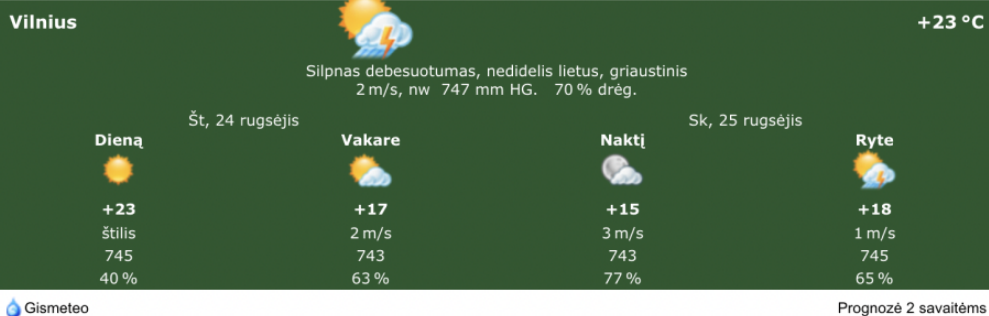 Vilnius +23 °C
Silpnas debesuotumas, nedidelis lietus, griaustinis
2 m/s, nw 747 mm HG. 70 % drėg.
Št, 24 rugsėjis Sk, 25 rugsėjis
Dieną Vakare Naktį Ryte
+23 +17 +15 +18
štilis 2 m/s 3 m/s 1 m/s
745 743 743 745
40 % 63 % 77 % 65 %
Gismeteo Prognozė 2 savaitėms